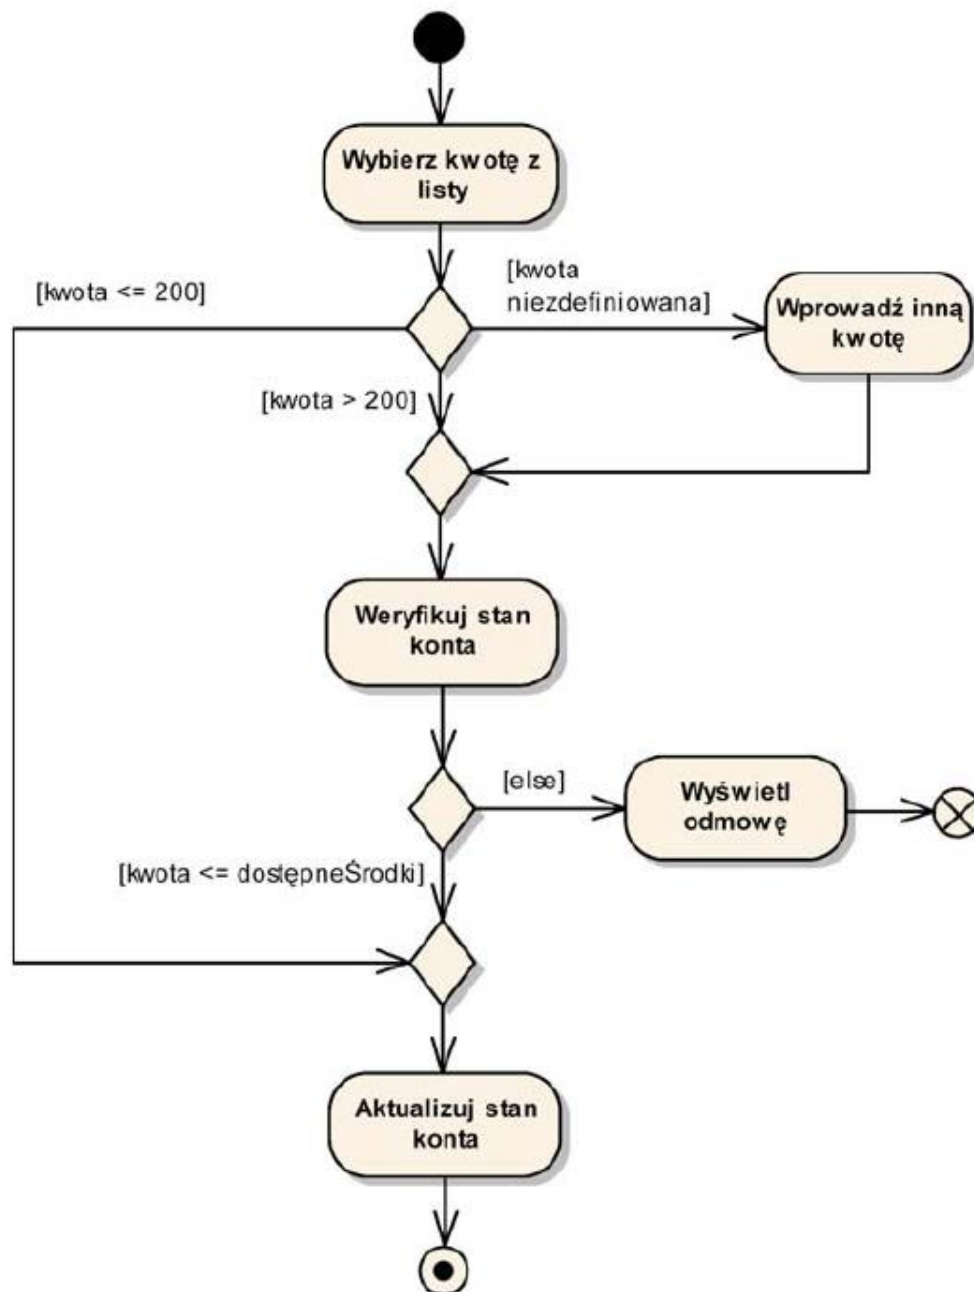 Wybierz kwotę z
listy
[kwota <= 200]
[kwota
niezdefiniowana]
Wprowadź inną
kwotę
[kwota > 200]
Weryfikuj stan
konta
[else]
Wyświetl
odmowę
[kwota <= dostępneŚrodki]
Aktualizuj stan
konta